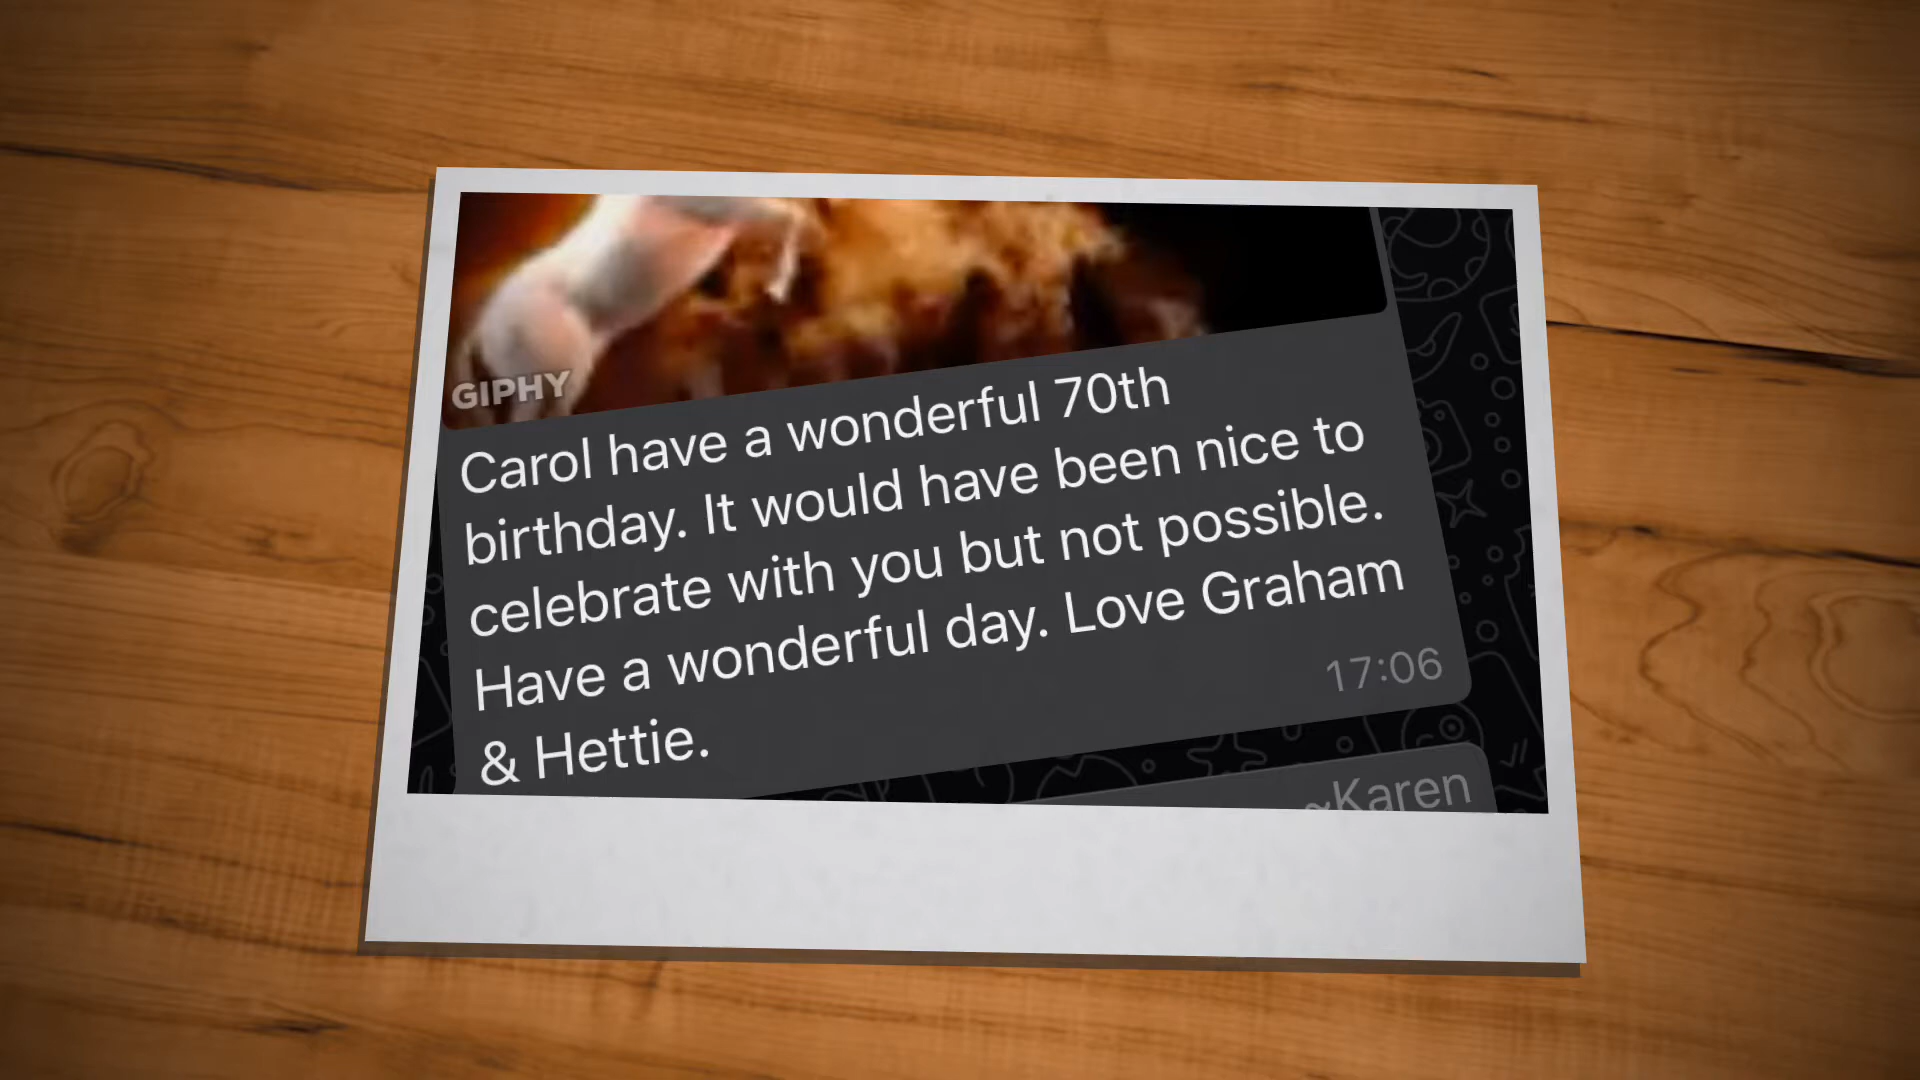 GIPHY
Carol have a wonderful 70th
birthday. It would have been nice to
celebrate with you but not possible.
Have a wonderful day. Love Graham
& Hettie.
17:06
~Karen